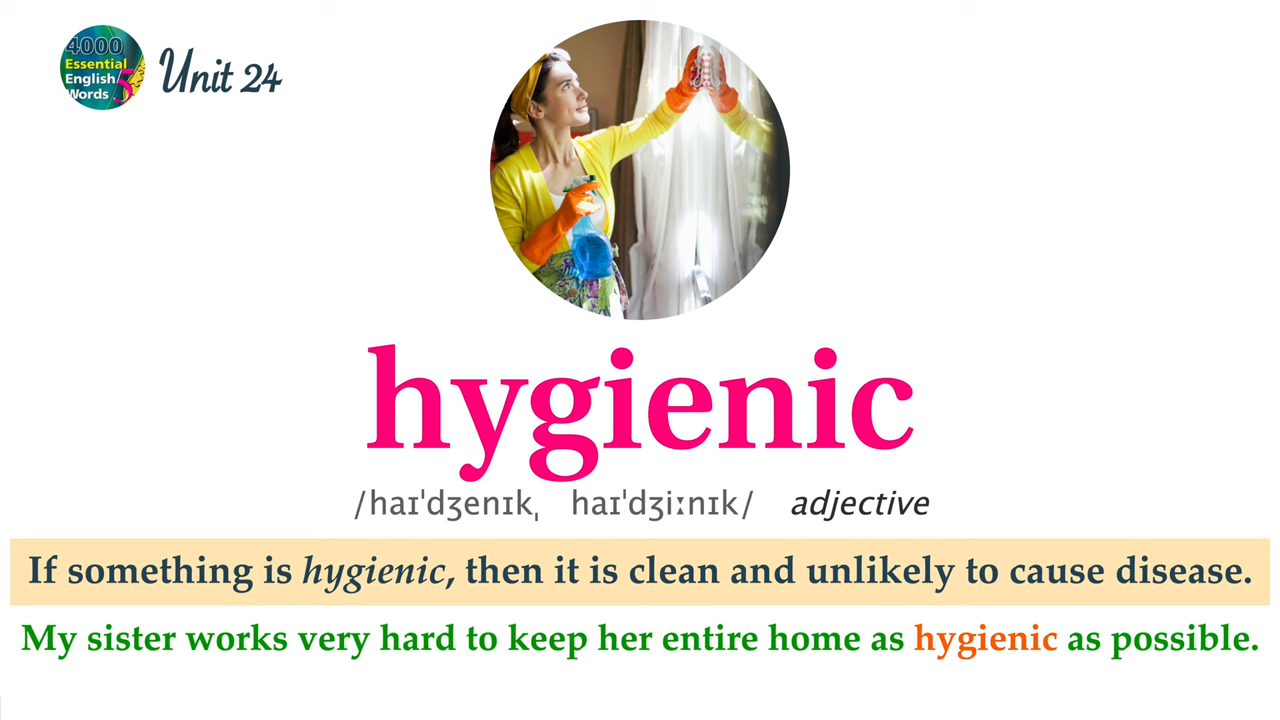 4000
Essential
English
Words 5
Unit 24
hygienic
/haɪˈdʒenɪkˌ haɪˈdʒiːnɪk/ adjective
If something is hygienic, then it is clean and unlikely to cause disease.
My sister works very hard to keep her entire home as hygienic as possible.